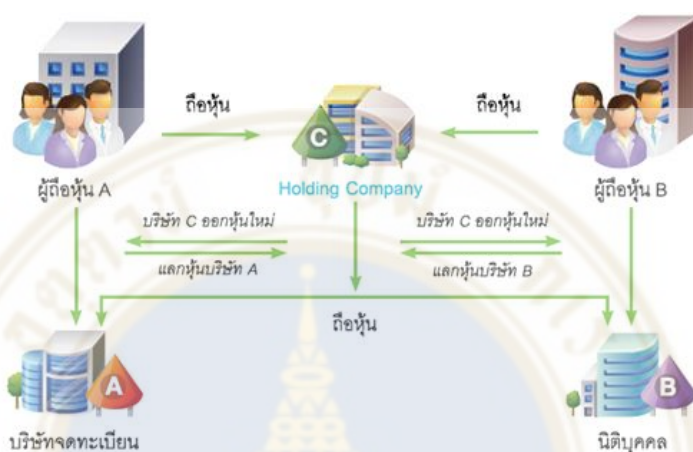 ถือหุ้น
ถือหุ้น
C
ผู้ถือหุ้น A
Holding Company
ผู้ถือหุ้น B
บริษัท C ออกหุ้นใหม่
บริษัท C ออกหุ้นใหม่
แลกหุ้นบริษัท A
แลกหุ้นบริษัท B
ถือหุ้น
A
B
บริษัทจดทะเบียน
นิติบุคคล